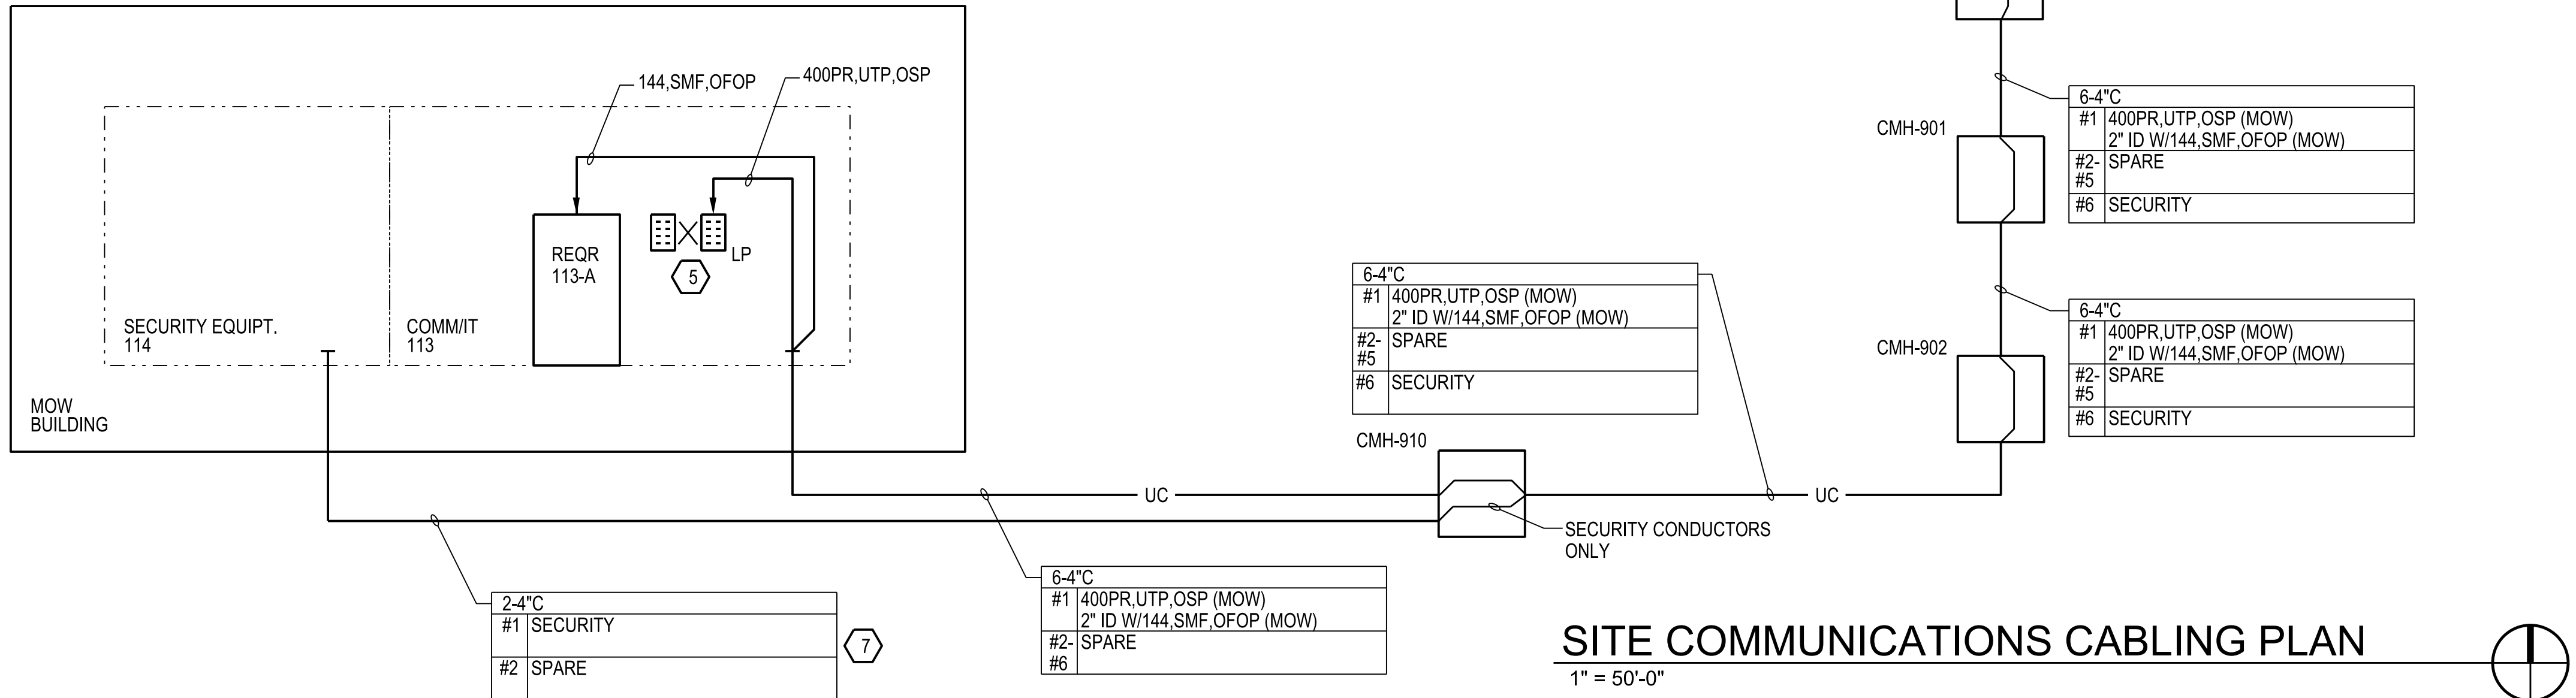 144,SMF,OFOP
400PR,UTP,OSP
REQR
113-A
LP
5
SECURITY EQUIPT.
114
COMM/IT
113
MOW
BUILDING
2-4"C
#1 SECURITY
#2 SPARE
7
6-4"C
#1 400PR,UTP,OSP (MOW)
2" ID W/144,SMF,OFOP (MOW)
#2- SPARE
#6
UC
CMH-910
SECURITY CONDUCTORS
ONLY
6-4"C
#1 400PR,UTP,OSP (MOW)
2" ID W/144,SMF,OFOP (MOW)
#2- SPARE
#5
#6 SECURITY
UC
CMH-901
6-4"C
#1 400PR,UTP,OSP (MOW)
2" ID W/144,SMF,OFOP (MOW)
#2- SPARE
#5
#6 SECURITY
CMH-902
6-4"C
#1 400PR,UTP,OSP (MOW)
2" ID W/144,SMF,OFOP (MOW)
#2- SPARE
#5
#6 SECURITY
SITE COMMUNICATIONS CABLING PLAN
1" = 50'-0"